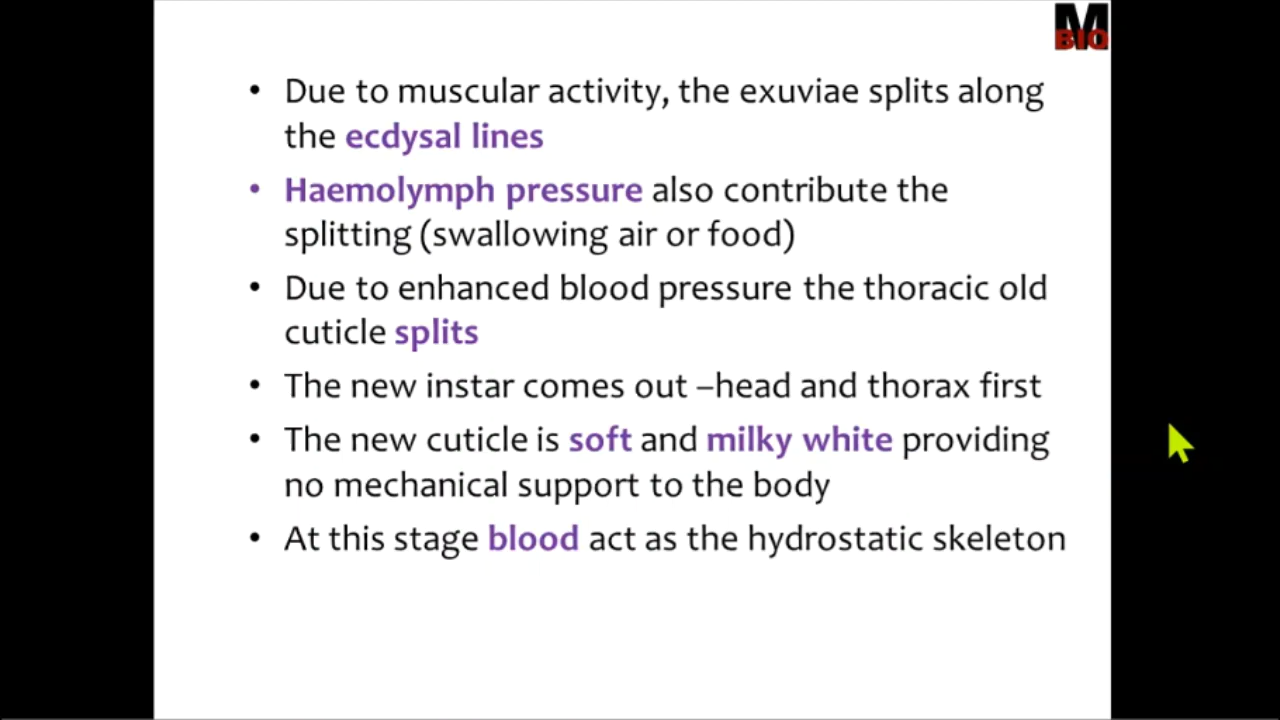 M
BIO
• Due to muscular activity, the exuviae splits along
the ecdysal lines
• Haemolymph pressure also contribute the
splitting (swallowing air or food)
• Due to enhanced blood pressure the thoracic old
cuticle splits
• The new instar comes out –head and thorax first
• The new cuticle is soft and milky white providing
no mechanical support to the body
• At this stage blood act as the hydrostatic skeleton